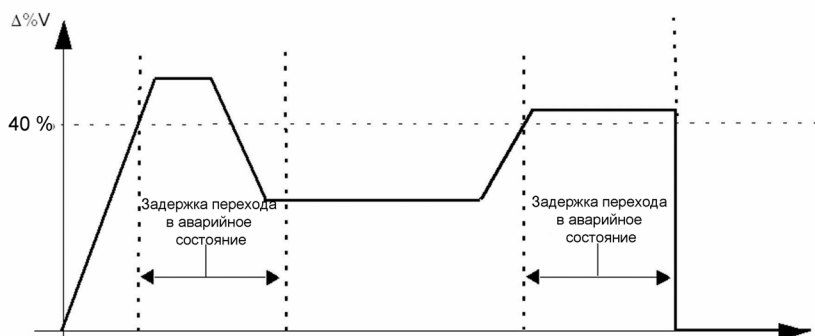 Δ%V
40 %
Задержка перехода
в аварийное
состояние
Задержка перехода
в аварийное
состояние